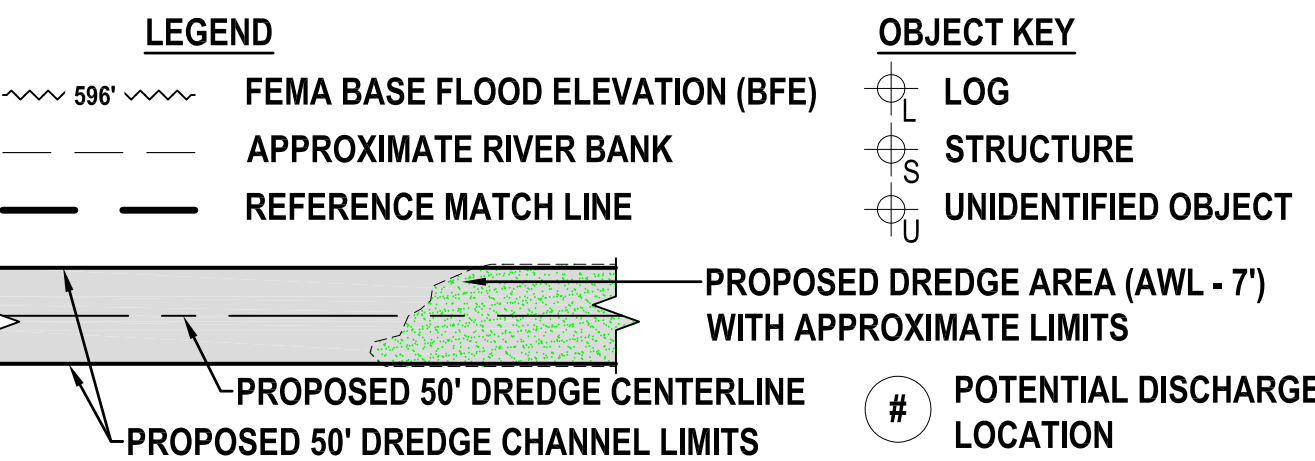 LEGEND
596' FEMA BASE FLOOD ELEVATION (BFE)
APPROXIMATE RIVER BANK
REFERENCE MATCH LINE
PROPOSED DREDGE AREA (AWL - 7')
WITH APPROXIMATE LIMITS
PROPOSED 50' DREDGE CENTERLINE
PROPOSED 50' DREDGE CHANNEL LIMITS
OBJECT KEY
L LOG
S STRUCTURE
U UNIDENTIFIED OBJECT
# POTENTIAL DISCHARGE
LOCATION